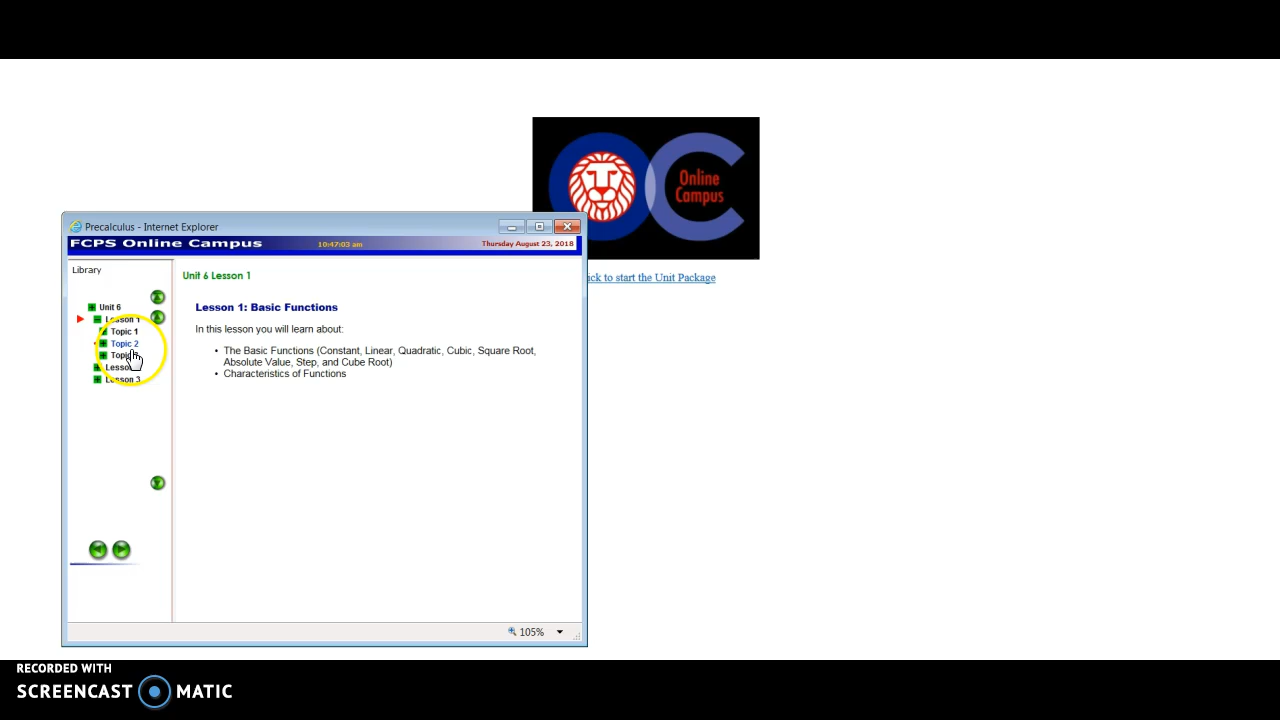 Online
Campus
Precalculus - Internet Explorer
FCPS Online Campus
10:47:03 am
Thursday August 23, 2018
ick to start the Unit Package
Library
Unit 6
Lesson 1
Topic 1
Topic 2
Topic
Lesson
Lesson 3
Unit 6 Lesson 1
Lesson 1: Basic Functions
In this lesson you will learn about:
• The Basic Functions (Constant, Linear, Quadratic, Cubic, Square Root,
Absolute Value, Step, and Cube Root)
• Characteristics of Functions
105%
RECORDED WITH
SCREENCAST MATIC